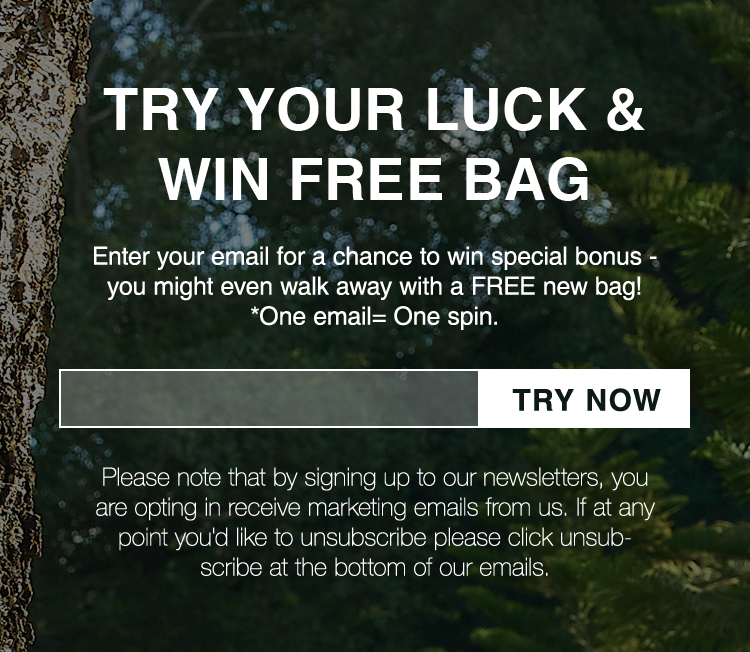 TRY YOUR LUCK &
WIN FREE BAG
Enter your email for a chance to win special bonus -
you might even walk away with a FREE new bag!
*One email= One spin.
TRY NOW
Please note that by signing up to our newsletters, you
are opting in receive marketing emails from us. If at any
point you'd like to unsubscribe please click unsub-
scribe at the bottom of our emails.